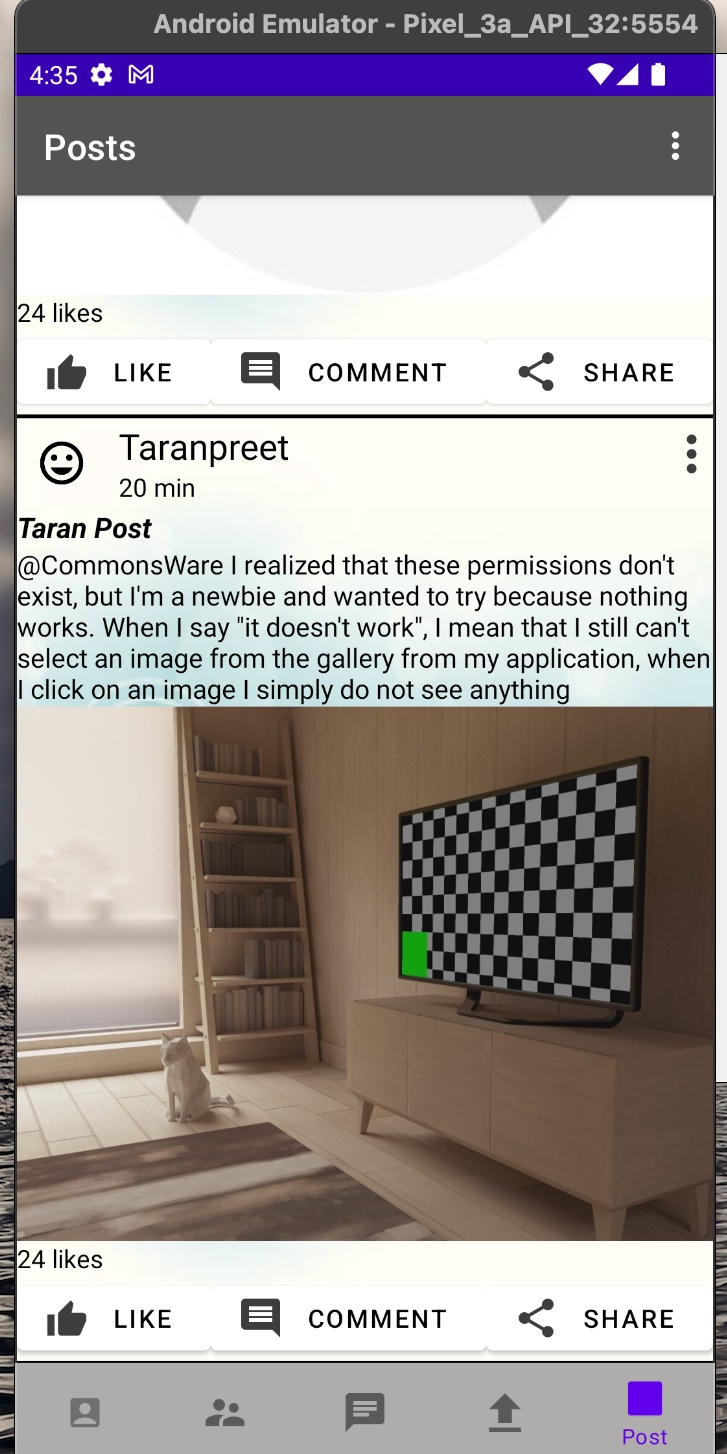 Android Emulator - Pixel_3a_API_32:5554
4:35
Posts
24 likes
LIKE COMMENT SHARE
Taranpreet
20 min
Taran Post
@CommonsWare I realized that these permissions don't
exist, but I'm a newbie and wanted to try because nothing
works. When I say "it doesn't work", I mean that I still can't
select an image from the gallery from my application, when
I click on an image I simply do not see anything
24 likes
LIKE COMMENT SHARE
Post